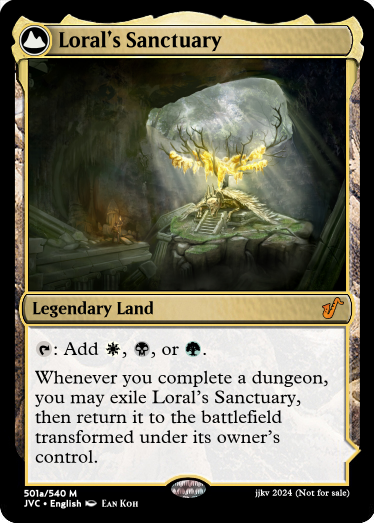 Loral's Sanctuary
Legendary Land
: Add , , or .
Whenever you complete a dungeon,
you may exile Loral's Sanctuary,
then return it to the battlefield
transformed under its owner's
control.
501a/540 M
JVC • English Ean Koh
jjkv 2024 (Not for sale)